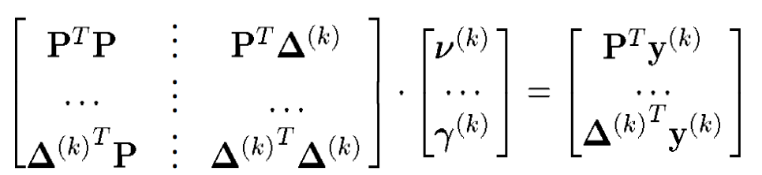 [ PᵀP ⋮ PᵀΔ⁽ᵏ⁾ ] [ ν⁽ᵏ⁾ ] [ Pᵀy⁽ᵏ⁾ ]
[ ... ⋮ ... ] · [ ... ] = [ ... ]
[ Δ⁽ᵏ⁾ᵀP ⋮ Δ⁽ᵏ⁾ᵀΔ⁽ᵏ⁾ ] [ γ⁽ᵏ⁾ ] [ Δ⁽ᵏ⁾ᵀy⁽ᵏ⁾ ]